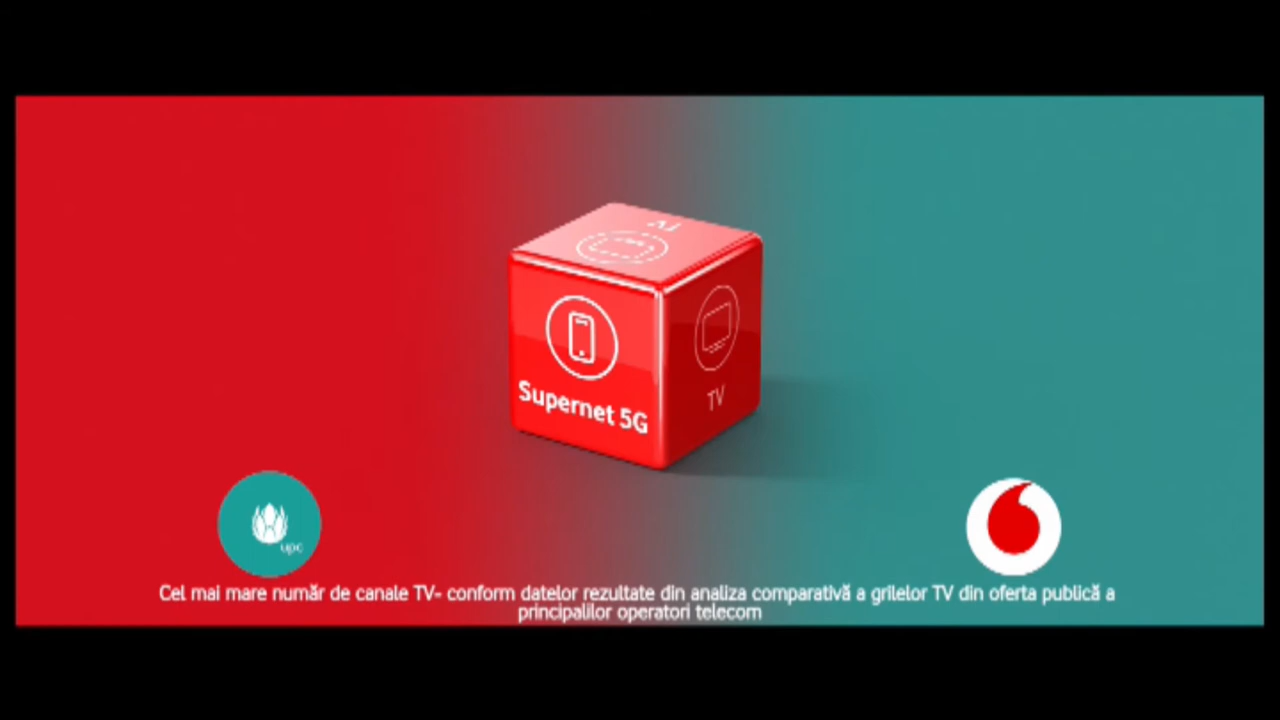 Supernet 5G
TV
upc
Cel mai mare număr de canale TV- conform datelor rezultate din analiza comparativă a grilelor TV din oferta publică a
principalilor operatori telecom